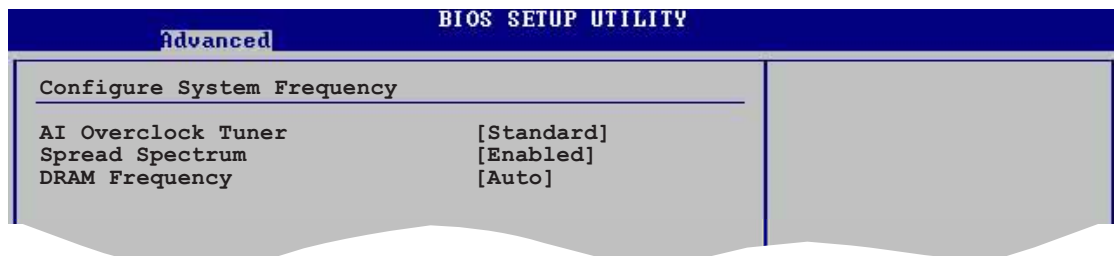 BIOS SETUP UTILITY
Advanced
Configure System Frequency
AI Overclock Tuner [Standard]
Spread Spectrum [Enabled]
DRAM Frequency [Auto]